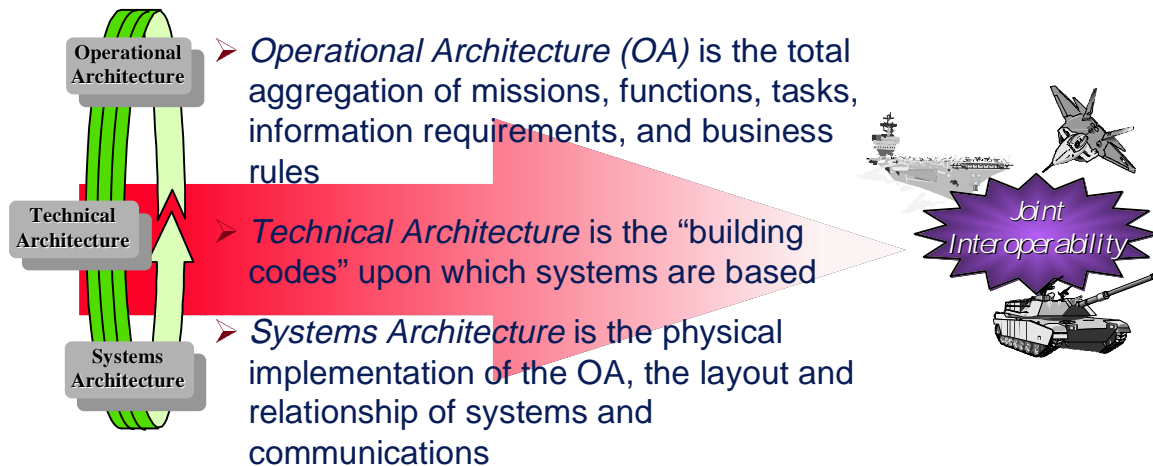 Operational
Architecture
Technical
Architecture
Systems
Architecture
➢ Operational Architecture (OA) is the total
aggregation of missions, functions, tasks,
information requirements, and business
rules
➢ Technical Architecture is the “building
codes” upon which systems are based
➢ Systems Architecture is the physical
implementation of the OA, the layout and
relationship of systems and
communications
Joint
Interoperability